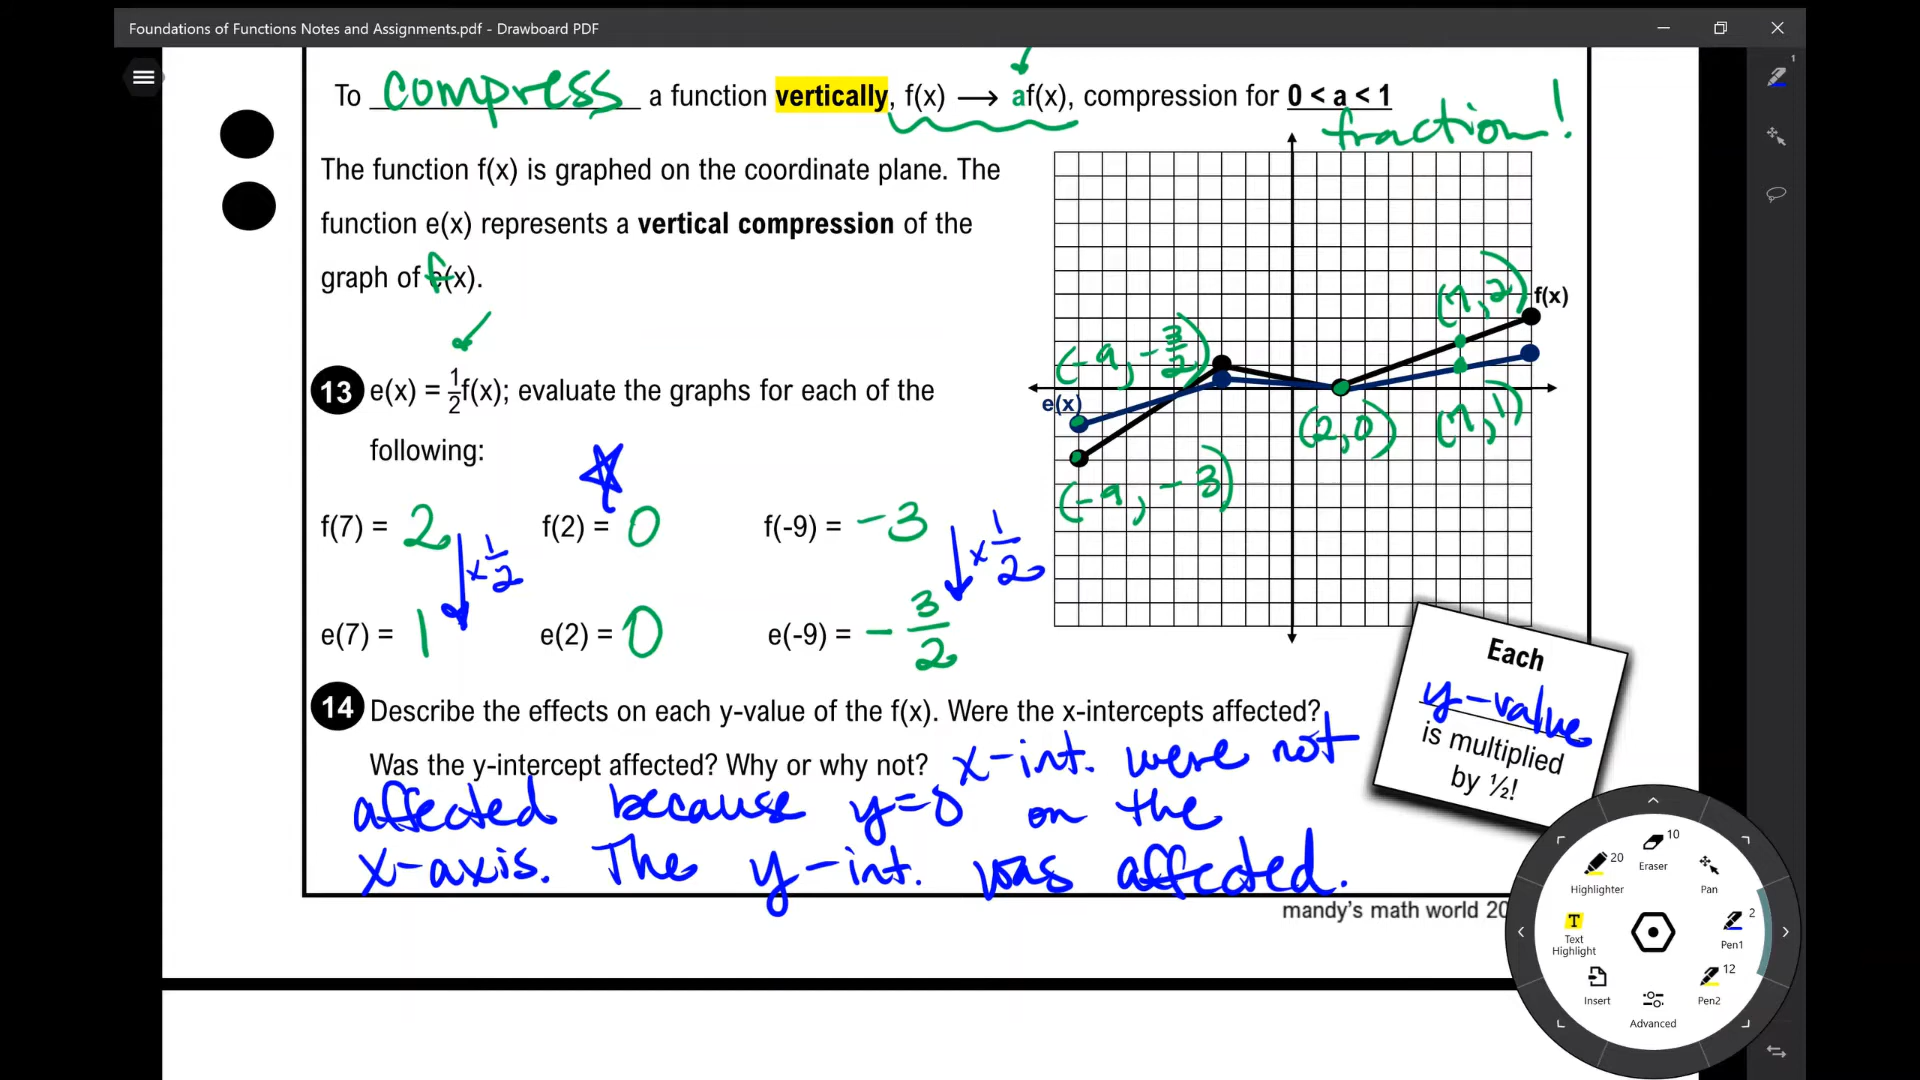 Foundations of Functions Notes and Assignments.pdf - Drawboard PDF
To compress a function vertically, f(x) → af(x), compression for 0 < a < 1
fraction!
The function f(x) is graphed on the coordinate plane. The
function e(x) represents a vertical compression of the
graph of f(x).
(7, 2)
f(x)
(-9, -3/2)
e(x)
(2, 0)
(7, 1)
(-9, -3)
13 e(x) = 1/2 f(x); evaluate the graphs for each of the
following:
f(7) = 2 f(2) = 0 f(-9) = -3
x 1/2 x 1/2
e(7) = 1 e(2) = 0 e(-9) = - 3/2
Each
y-value
is multiplied
by ½!
14 Describe the effects on each y-value of the f(x). Were the x-intercepts affected?
Was the y-intercept affected? Why or why not? x-int. were not
affected because y=0 on the
x-axis. The y-int. was affected.
mandy's math world 20
10
Eraser
20
Highlighter
Pan
T
Text
Highlight
2
Pen1
Insert
12
Pen2
Advanced
1